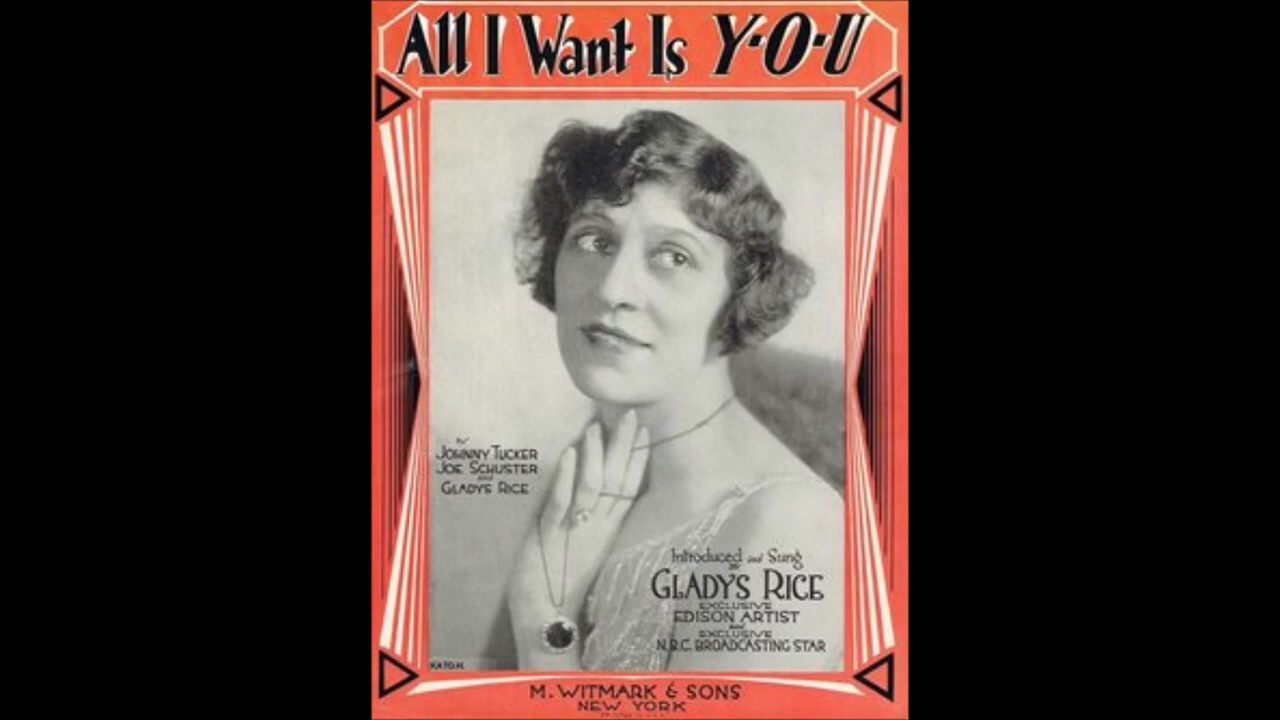 All I Want Is Y-O-U
by
Johnny Tucker
Joe Schuster
and
Gladys Rice
Introduced and Sung
by
Gladys Rice
Exclusive
Edison Artist
and
Exclusive
N.B.C. Broadcasting Star
M. Witmark & Sons
New York